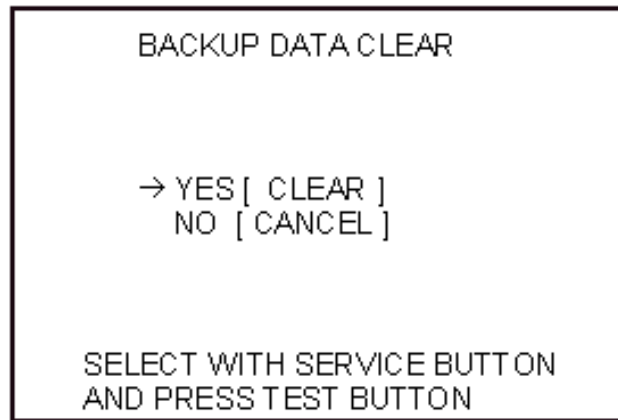 BACKUP DATA CLEAR
→ YES [ CLEAR ]
NO [ CANCEL ]
SELECT WITH SERVICE BUTTON
AND PRESS TEST BUTTON